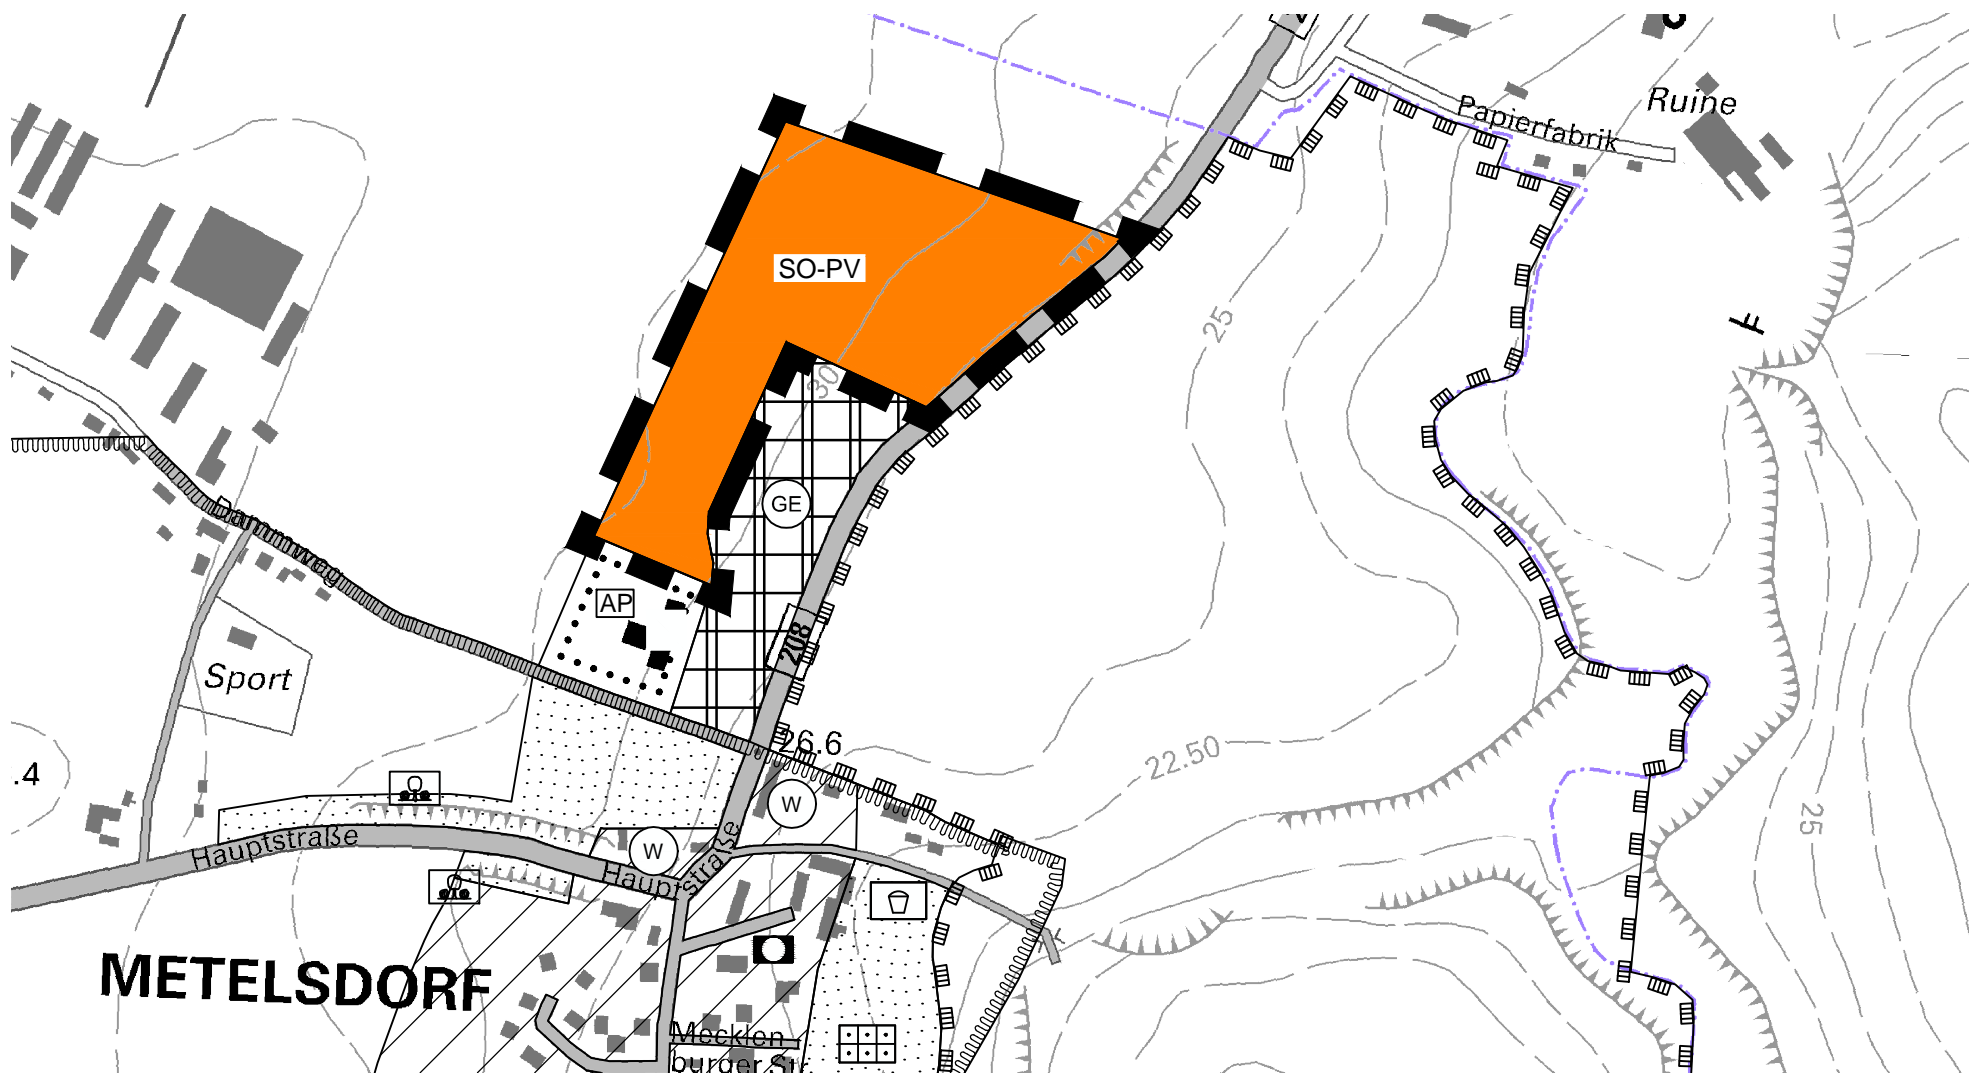 Papierfabrik
Ruine
SO-PV
25
30
GE
Dammweg
AP
208
Sport
26.6
22.50
.4
W
25
Hauptstraße
W
Hauptstraße
METELSDORF
Mecklen
burger Str.